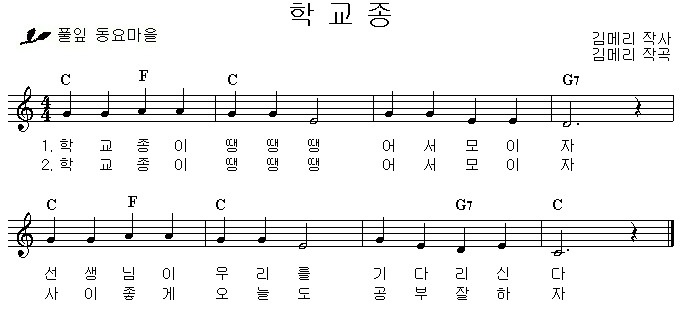 학 교 종
풀잎 동요마을
김메리 작사
김메리 작곡
C F C G7
4 4
1. 학 교 종 이 땡 땡 땡 어 서 모 이 자
2. 학 교 종 이 땡 땡 땡 어 서 모 이 자
C F C G7 C
선 생 님 이 우 리 를 기 다 리 신 다
사 이 좋 게 오 늘 도 공 부 잘 하 자